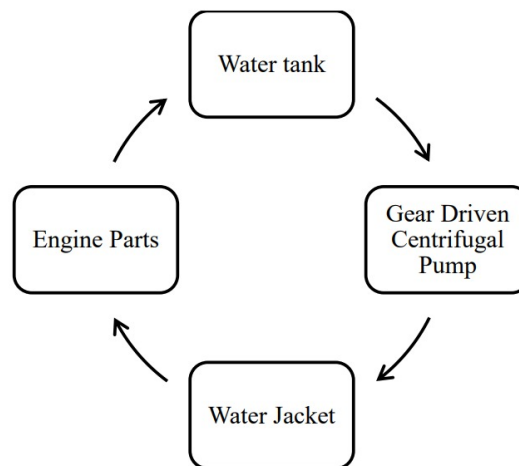 Water tank
Gear Driven
Centrifugal
Pump
Water Jacket
Engine Parts